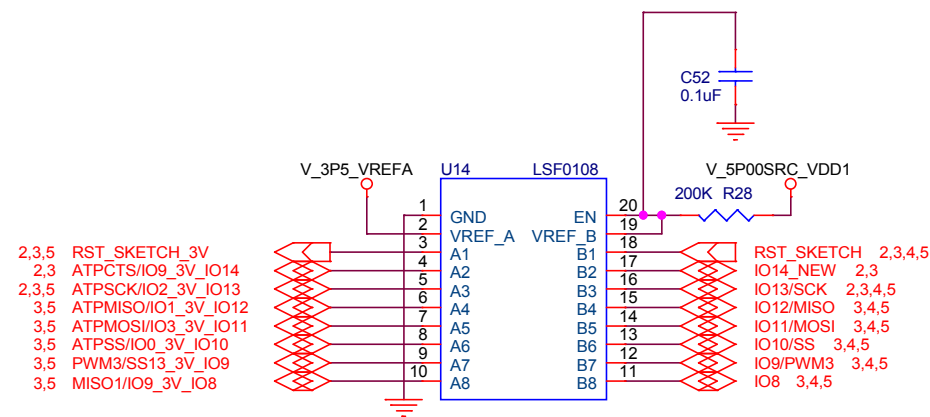 C52
0.1uF
V_3P5_VREFA U14 LSF0108 V_5P00SRC_VDD1
200K R28
1 GND EN 20
2 VREF_A VREF_B 19
2,3,5 RST_SKETCH_3V 3 A1 B1 18 RST_SKETCH 2,3,4,5
2,3 ATPCTS/IO9_3V_IO14 4 A2 B2 17 IO14_NEW 2,3
2,3,5 ATPSCK/IO2_3V_IO13 5 A3 B3 16 IO13/SCK 2,3,4,5
3,5 ATPMISO/IO1_3V_IO12 6 A4 B4 15 IO12/MISO 3,4,5
3,5 ATPMOSI/IO3_3V_IO11 7 A5 B5 14 IO11/MOSI 3,4,5
3,5 ATPSS/IO0_3V_IO10 8 A6 B6 13 IO10/SS 3,4,5
3,5 PWM3/SS13_3V_IO9 9 A7 B7 12 IO9/PWM3 3,4,5
3,5 MISO1/IO9_3V_IO8 10 A8 B8 11 IO8 3,4,5